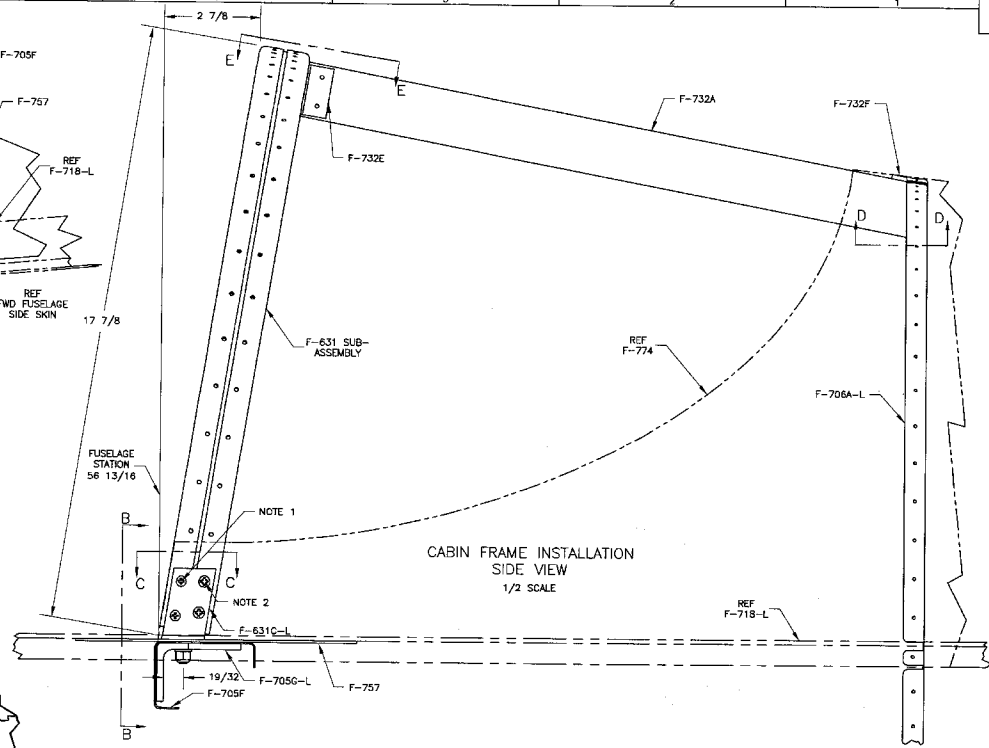 2 7/8
F-705F
F-757
REF
F-718-L
E
E
F-732A
F-732F
F-732E
D
D
REF
FWD FUSELAGE
SIDE SKIN
17 7/8
F-631 SUB-
ASSEMBLY
REF
F-774
F-706A-L
FUSELAGE
STATION
56 13/16
B
NOTE 1
C
C
NOTE 2
CABIN FRAME INSTALLATION
SIDE VIEW
1/2 SCALE
F-631C-L
REF
F-718-L
19/32
F-705G-L
F-757
F-705F
B